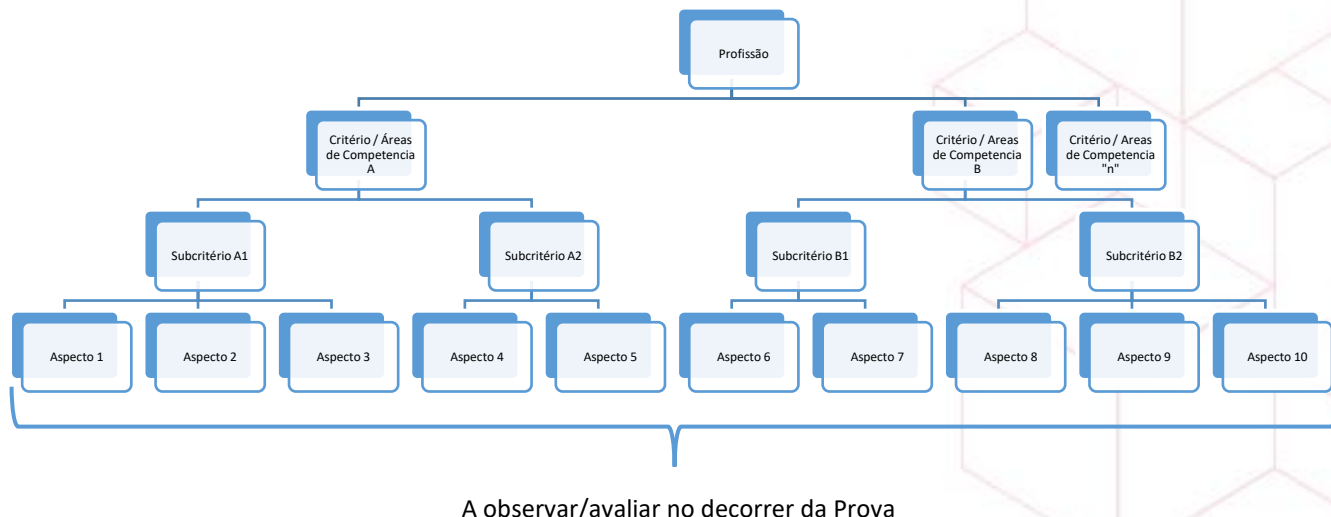 Profissão
Critério / Áreas
de Competencia
A
Critério / Areas
de Competencia
B
Critério / Areas
de Competencia
"n"
Subcritério A1
Subcritério A2
Subcritério B1
Subcritério B2
Aspecto 1
Aspecto 2
Aspecto 3
Aspecto 4
Aspecto 5
Aspecto 6
Aspecto 7
Aspecto 8
Aspecto 9
Aspecto 10
A observar/avaliar no decorrer da Prova